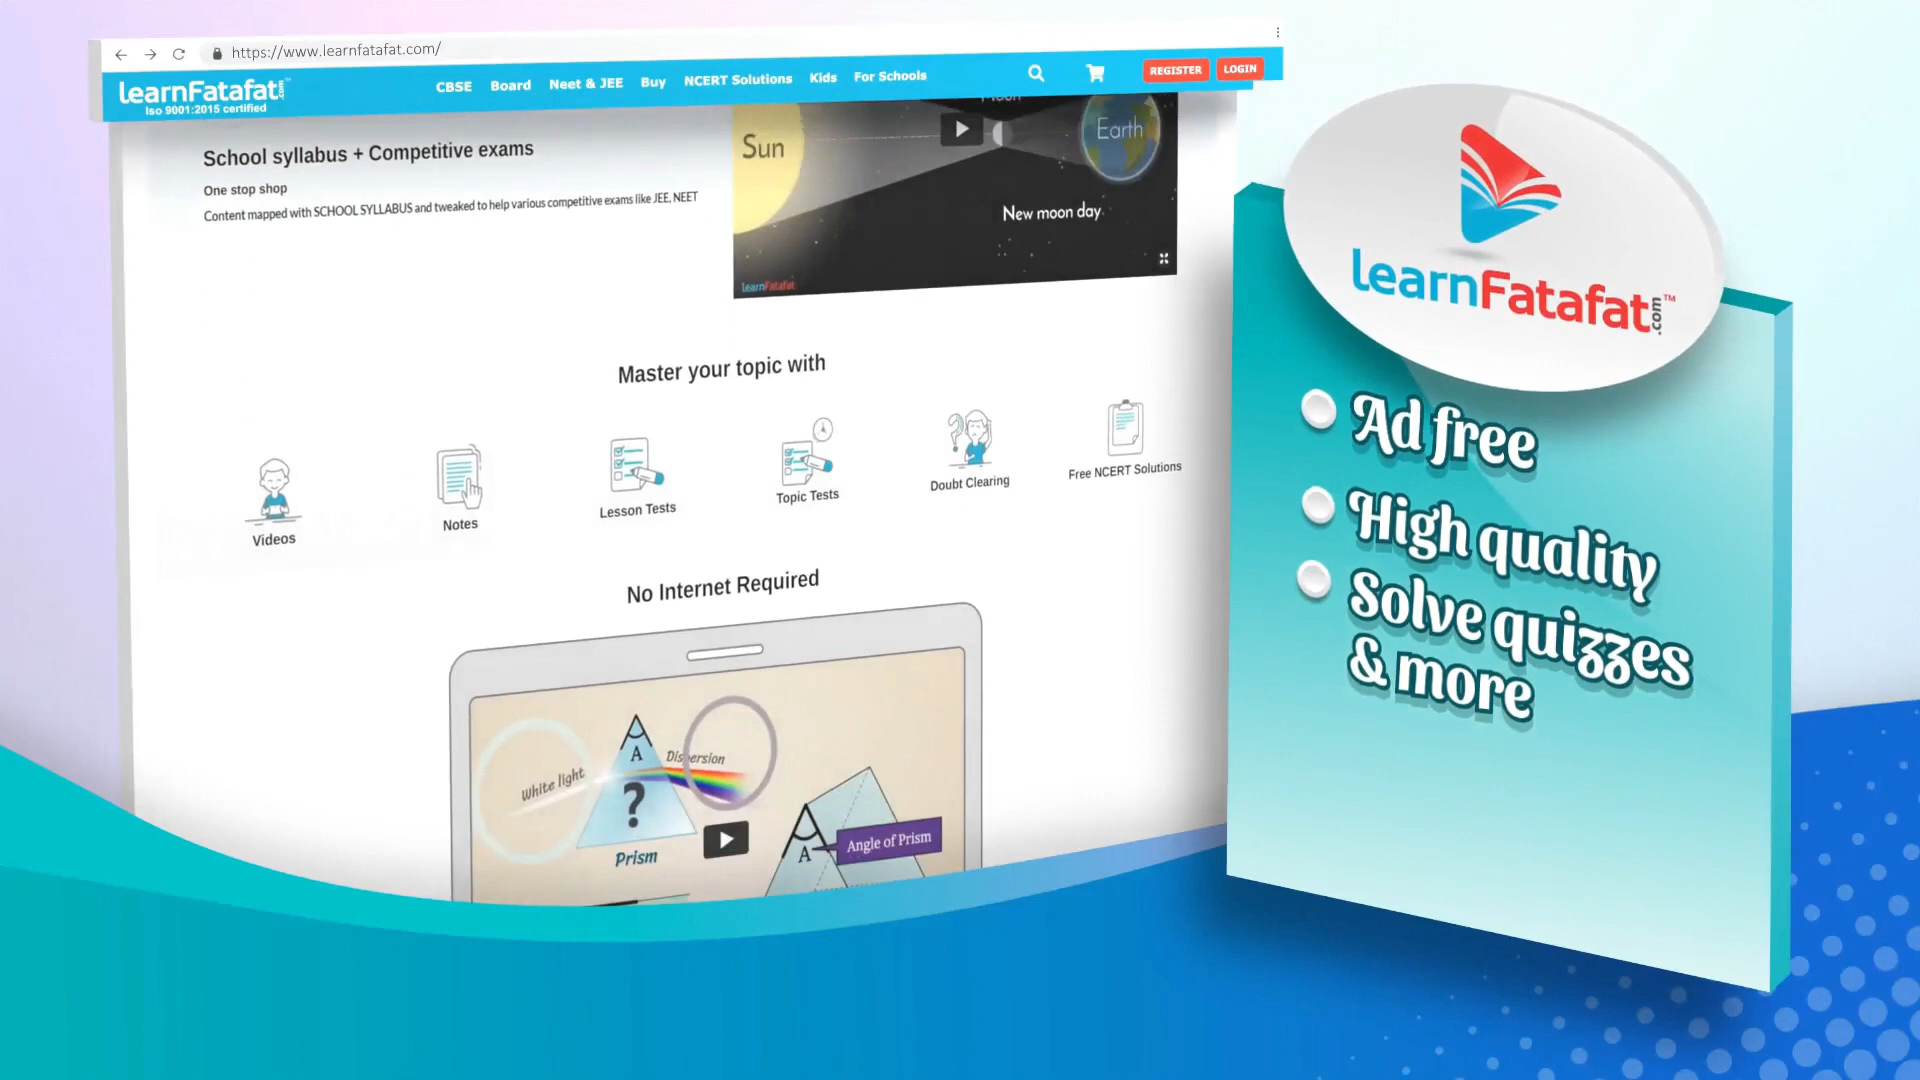 https://www.learnfatafat.com/
learnFatafat.com™
Iso 9001:2015 certified
CBSE Board Neet & JEE Buy NCERT Solutions Kids For Schools
REGISTER LOGIN
School syllabus + Competitive exams
One stop shop
Content mapped with SCHOOL SYLLABUS and tweaked to help various competitive exams like JEE, NEET
Moon
Sun
Earth
New moon day
learnFatafat
Master your topic with
Videos
Notes
Lesson Tests
Topic Tests
Doubt Clearing
Free NCERT Solutions
No Internet Required
White light
A
Dispersion
?
Prism
A
Angle of Prism
learnFatafat.com™
Ad free
High quality
Solve quizzes
& more